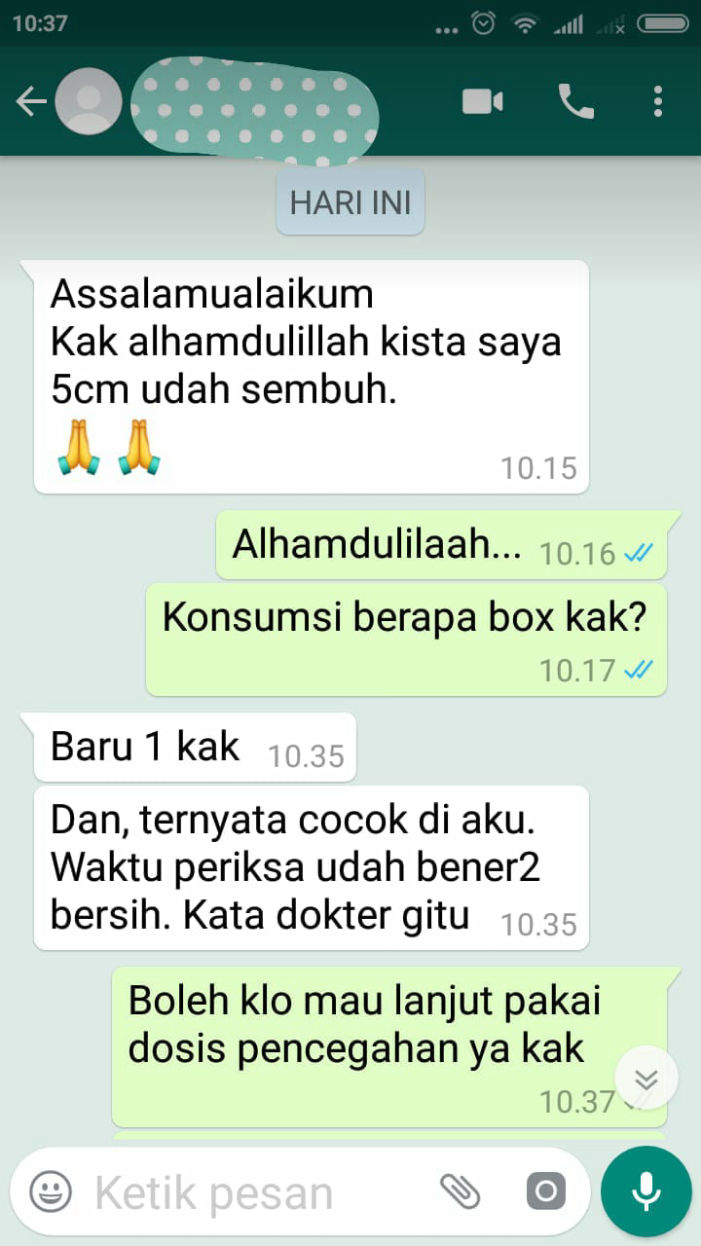 10:37
HARI INI
Assalamualaikum
Kak alhamdulillah kista saya
5cm udah sembuh.
🙏 🙏
10.15
Alhamdulilaah... 10.16
Konsumsi berapa box kak?
10.17
Baru 1 kak 10.35
Dan, ternyata cocok di aku.
Waktu periksa udah bener2
bersih. Kata dokter gitu 10.35
Boleh klo mau lanjut pakai
dosis pencegahan ya kak
10.37
Ketik pesan